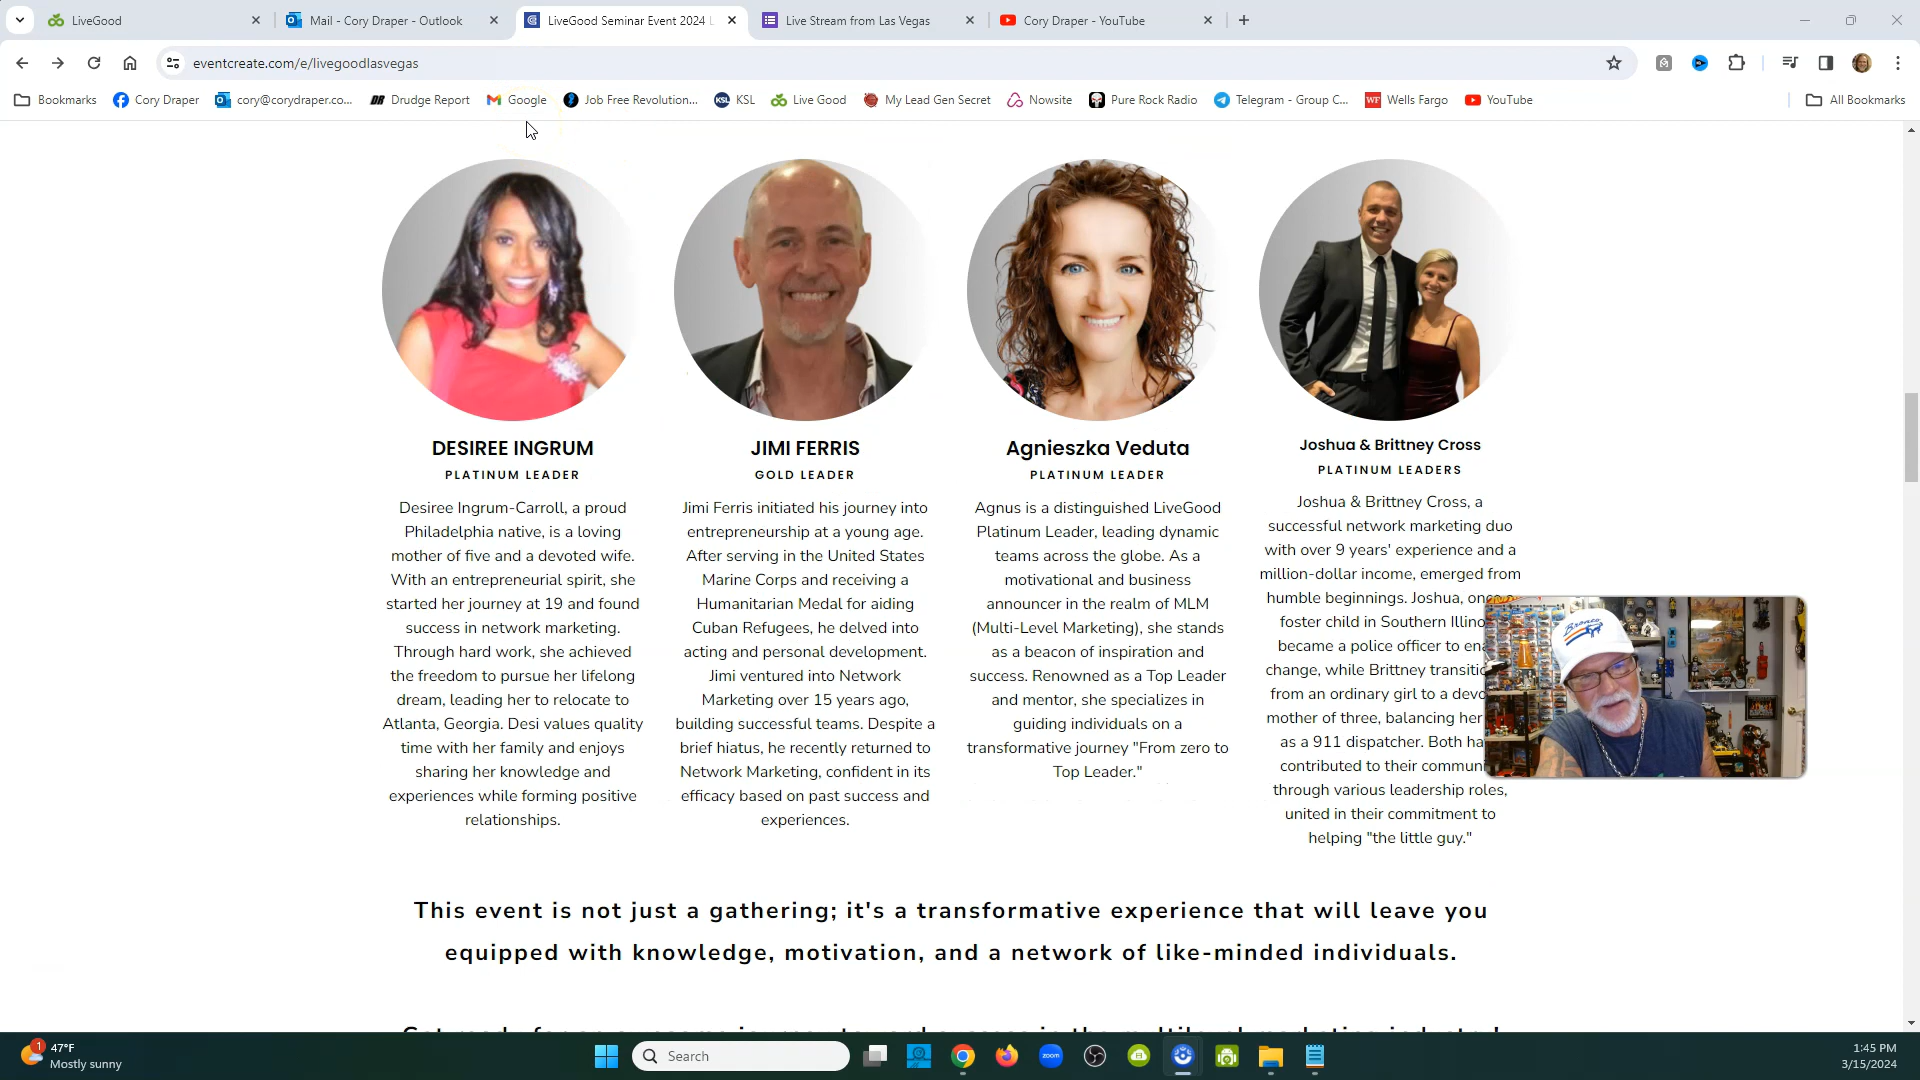 LiveGood
Mail - Cory Draper - Outlook
LiveGood Seminar Event 2024 L
Live Stream from Las Vegas
Cory Draper - YouTube
eventcreate.com/e/livegoodlasvegas
Bookmarks
Cory Draper
cory@corydraper.co...
DR Drudge Report
Google
Job Free Revolution...
KSL KSL
Live Good
My Lead Gen Secret
Nowsite
Pure Rock Radio
Telegram - Group C...
WF Wells Fargo
YouTube
All Bookmarks
DESIREE INGRUM
PLATINUM LEADER
Desiree Ingrum-Carroll, a proud
Philadelphia native, is a loving
mother of five and a devoted wife.
With an entrepreneurial spirit, she
started her journey at 19 and found
success in network marketing.
Through hard work, she achieved
the freedom to pursue her lifelong
dream, leading her to relocate to
Atlanta, Georgia. Desi values quality
time with her family and enjoys
sharing her knowledge and
experiences while forming positive
relationships.
JIMI FERRIS
GOLD LEADER
Jimi Ferris initiated his journey into
entrepreneurship at a young age.
After serving in the United States
Marine Corps and receiving a
Humanitarian Medal for aiding
Cuban Refugees, he delved into
acting and personal development.
Jimi ventured into Network
Marketing over 15 years ago,
building successful teams. Despite a
brief hiatus, he recently returned to
Network Marketing, confident in its
efficacy based on past success and
experiences.
Agnieszka Veduta
PLATINUM LEADER
Agnus is a distinguished LiveGood
Platinum Leader, leading dynamic
teams across the globe. As a
motivational and business
announcer in the realm of MLM
(Multi-Level Marketing), she stands
as a beacon of inspiration and
success. Renowned as a Top Leader
and mentor, she specializes in
guiding individuals on a
transformative journey "From zero to
Top Leader."
Joshua & Brittney Cross
PLATINUM LEADERS
Joshua & Brittney Cross, a
successful network marketing duo
with over 9 years' experience and a
million-dollar income, emerged from
humble beginnings. Joshua,
foster child in Southern
became a police officer to
change, while Brittney
from an ordinary girl to a
mother of three, balancing her
as a 911 dispatcher. Both
contributed to their
through various leadership roles,
united in their commitment to
helping "the little guy."
Bronco
This event is not just a gathering; it's a transformative experience that will leave you
equipped with knowledge, motivation, and a network of like-minded individuals.
1
47°F
Mostly sunny
Search
zoom
1:45 PM
3/15/2024